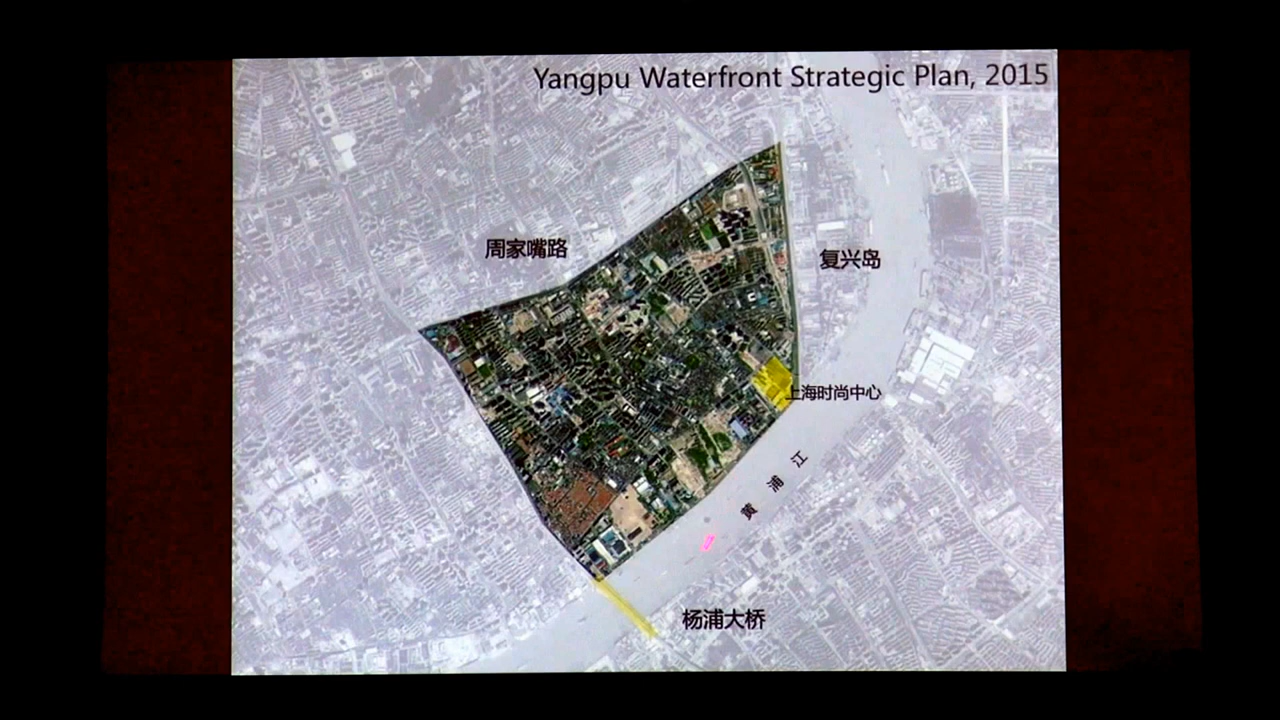 Yangpu Waterfront Strategic Plan, 2015
周家嘴路
复兴岛
上海时尚中心
黄浦江
杨浦大桥